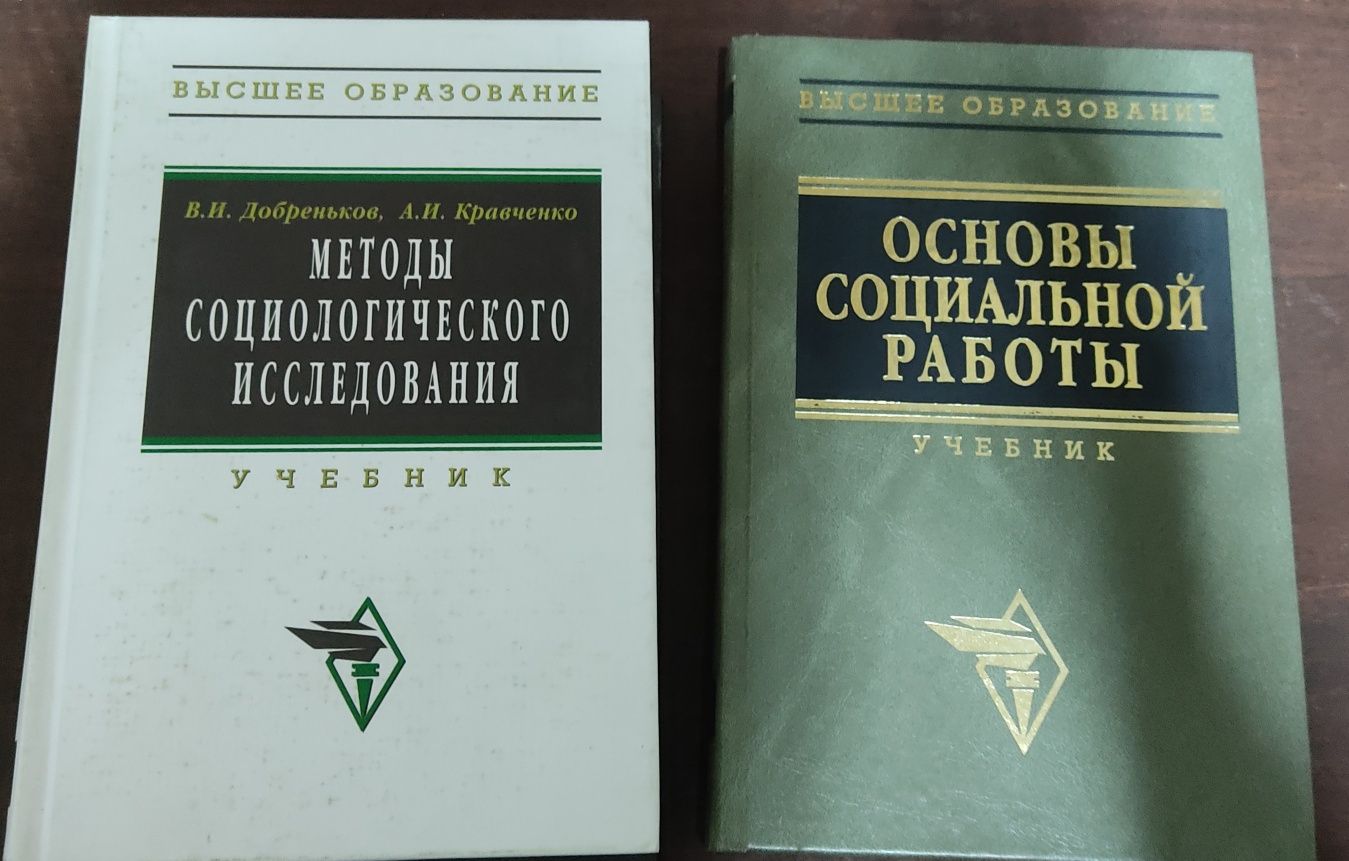 ВЫСШЕЕ ОБРАЗОВАНИЕ
В.И. Добреньков, А.И. Кравченко
МЕТОДЫ
СОЦИОЛОГИЧЕСКОГО
ИССЛЕДОВАНИЯ
УЧЕБНИК
ВЫСШЕЕ ОБРАЗОВАНИЕ
ОСНОВЫ
СОЦИАЛЬНОЙ
РАБОТЫ
УЧЕБНИК